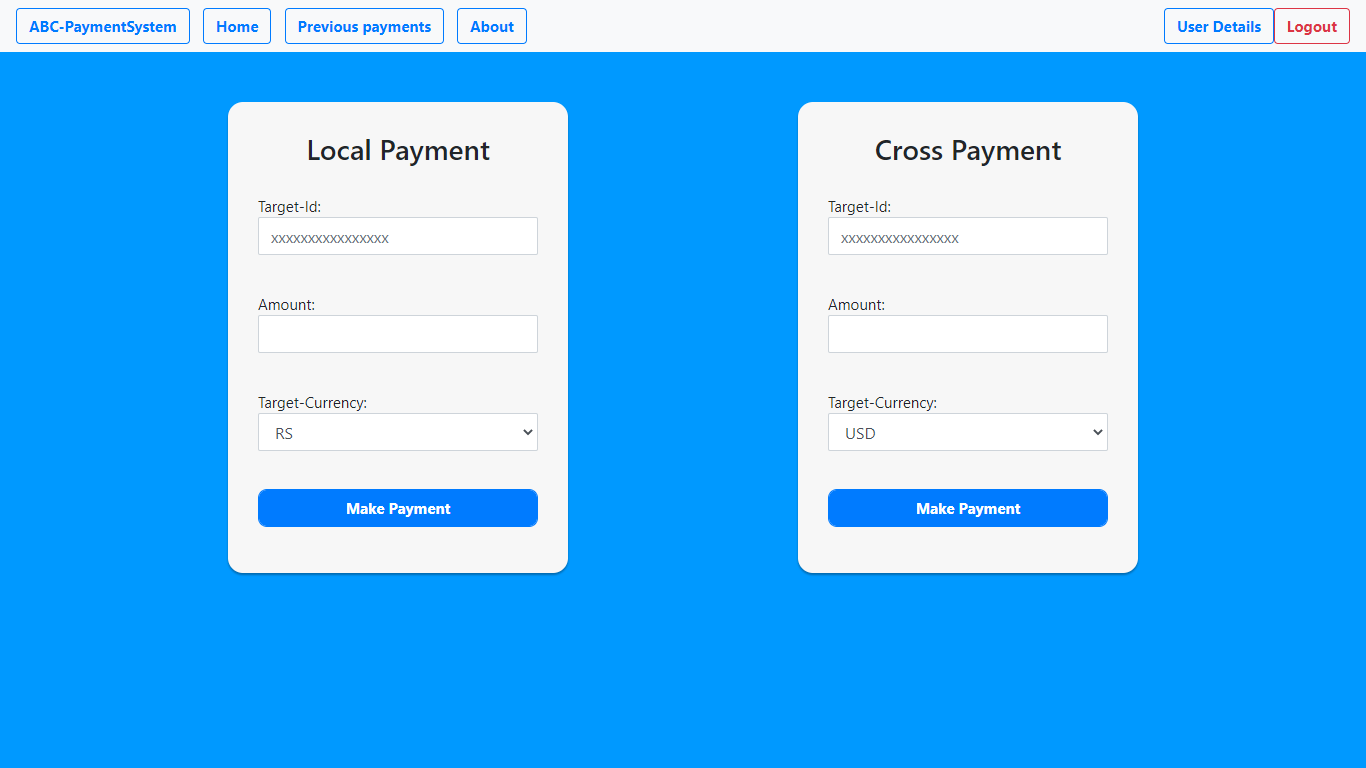 ABC-PaymentSystem Home Previous payments About User Details Logout
Local Payment
Target-Id:
xxxxxxxxxxxxxxxx
Amount:
Target-Currency:
RS
Make Payment
Cross Payment
Target-Id:
xxxxxxxxxxxxxxxx
Amount:
Target-Currency:
USD
Make Payment